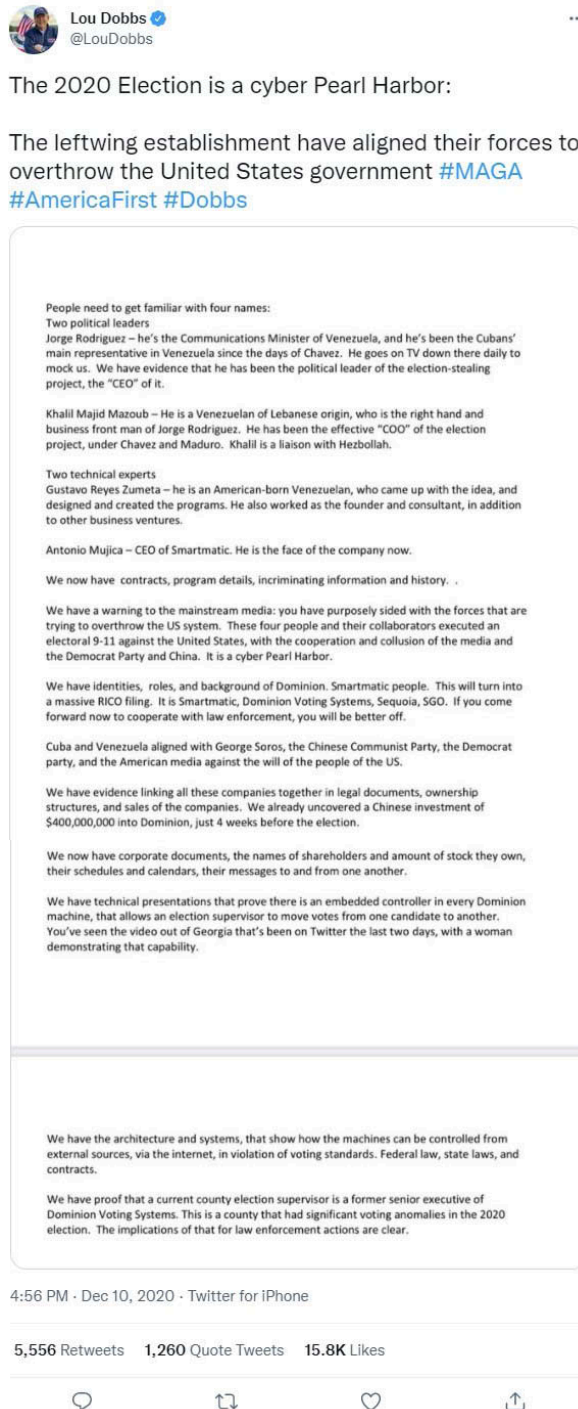 Lou Dobbs
@LouDobbs
The 2020 Election is a cyber Pearl Harbor:
The leftwing establishment have aligned their forces to
overthrow the United States government #MAGA
#AmericaFirst #Dobbs
People need to get familiar with four names:
Two political leaders
Jorge Rodriguez – he's the Communications Minister of Venezuela, and he's been the Cubans'
main representative in Venezuela since the days of Chavez. He goes on TV down there daily to
mock us. We have evidence that he has been the political leader of the election-stealing
project, the "CEO" of it.
Khalil Majid Mazoub – He is a Venezuelan of Lebanese origin, who is the right hand and
business front man of Jorge Rodriguez. He has been the effective "COO" of the election
project, under Chavez and Maduro. Khalil is a liaison with Hezbollah.
Two technical experts
Gustavo Reyes Zumeta – he is an American-born Venezuelan, who came up with the idea, and
designed and created the programs. He also worked as the founder and consultant, in addition
to other business ventures.
Antonio Mujica – CEO of Smartmatic. He is the face of the company now.
We now have contracts, program details, incriminating information and history. .
We have a warning to the mainstream media: you have purposely sided with the forces that are
trying to overthrow the US system. These four people and their collaborators executed an
electoral 9-11 against the United States, with the cooperation and collusion of the media and
the Democrat Party and China. It is a cyber Pearl Harbor.
We have identities, roles, and background of Dominion. Smartmatic people. This will turn into
a massive RICO filing. It is Smartmatic, Dominion Voting Systems, Sequoia, SGO. If you come
forward now to cooperate with law enforcement, you will be better off.
Cuba and Venezuela aligned with George Soros, the Chinese Communist Party, the Democrat
party, and the American media against the will of the people of the US.
We have evidence linking all these companies together in legal documents, ownership
structures, and sales of the companies. We already uncovered a Chinese investment of
$400,000,000 into Dominion, just 4 weeks before the election.
We now have corporate documents, the names of shareholders and amount of stock they own,
their schedules and calendars, their messages to and from one another.
We have technical presentations that prove there is an embedded controller in every Dominion
machine, that allows an election supervisor to move votes from one candidate to another.
You've seen the video out of Georgia that's been on Twitter the last two days, with a woman
demonstrating that capability.
We have the architecture and systems, that show how the machines can be controlled from
external sources, via the internet, in violation of voting standards. Federal law, state laws, and
contracts.
We have proof that a current county election supervisor is a former senior executive of
Dominion Voting Systems. This is a county that had significant voting anomalies in the 2020
election. The implications of that for law enforcement actions are clear.
4:56 PM · Dec 10, 2020 · Twitter for iPhone
5,556 Retweets 1,260 Quote Tweets 15.8K Likes